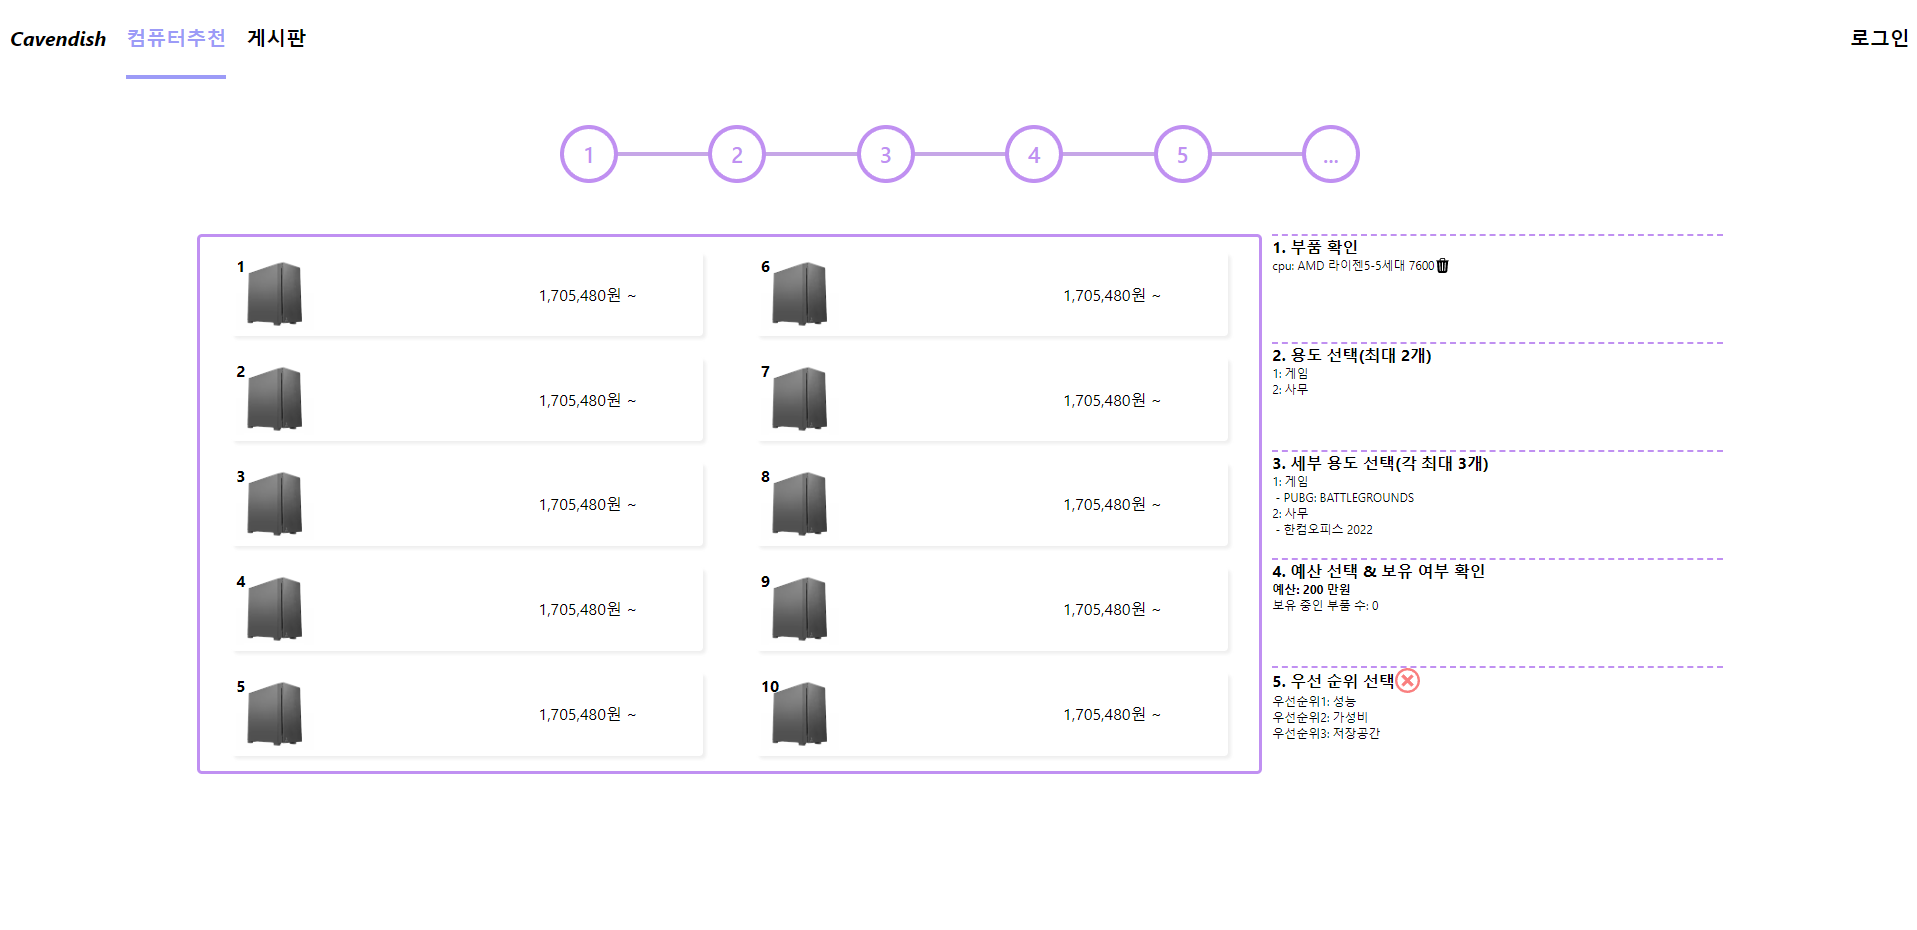 Cavendish 컴퓨터추천 게시판 로그인
1 2 3 4 5 ...
1 1,705,480원 ~
2 1,705,480원 ~
3 1,705,480원 ~
4 1,705,480원 ~
5 1,705,480원 ~
6 1,705,480원 ~
7 1,705,480원 ~
8 1,705,480원 ~
9 1,705,480원 ~
10 1,705,480원 ~
1. 부품 확인
cpu: AMD 라이젠5-5세대 7600
2. 용도 선택(최대 2개)
1: 게임
2: 사무
3. 세부 용도 선택(각 최대 3개)
1: 게임
- PUBG: BATTLEGROUNDS
2: 사무
- 한컴오피스 2022
4. 예산 선택 & 보유 여부 확인
예산: 200 만원
보유 중인 부품 수: 0
5. 우선 순위 선택
우선순위1: 성능
우선순위2: 가성비
우선순위3: 저장공간